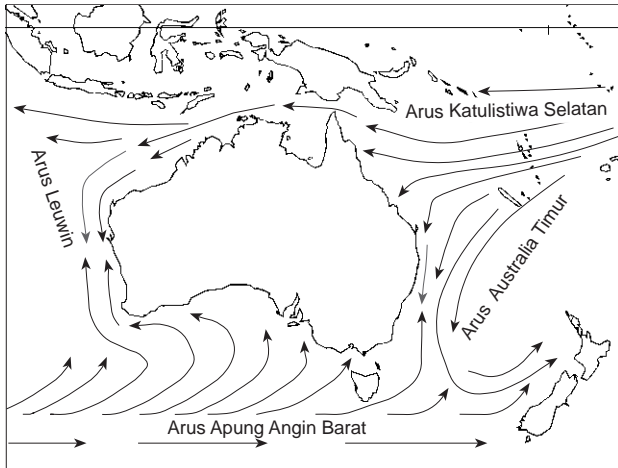 Arus Katulistiwa Selatan
Arus Leuwin
Arus Australia Timur
Arus Apung Angin Barat